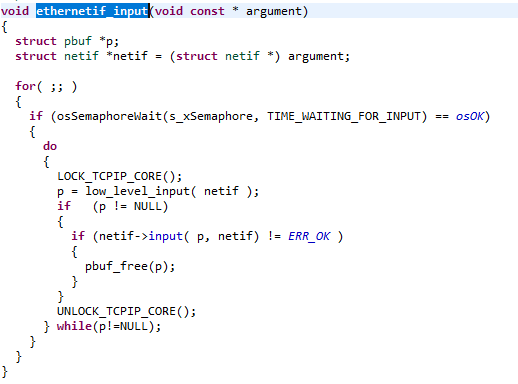 void ethernetif_input(void const * argument)
{
  struct pbuf *p;
  struct netif *netif = (struct netif *) argument;

  for( ;; )
  {
    if (osSemaphoreWait(s_xSemaphore, TIME_WAITING_FOR_INPUT) == osOK)
    {
      do
      {
        LOCK_TCPIP_CORE();
        p = low_level_input( netif );
        if   (p != NULL)
        {
          if (netif->input( p, netif) != ERR_OK )
          {
            pbuf_free(p);
          }
        }
        UNLOCK_TCPIP_CORE();
      } while(p!=NULL);
    }
  }
}